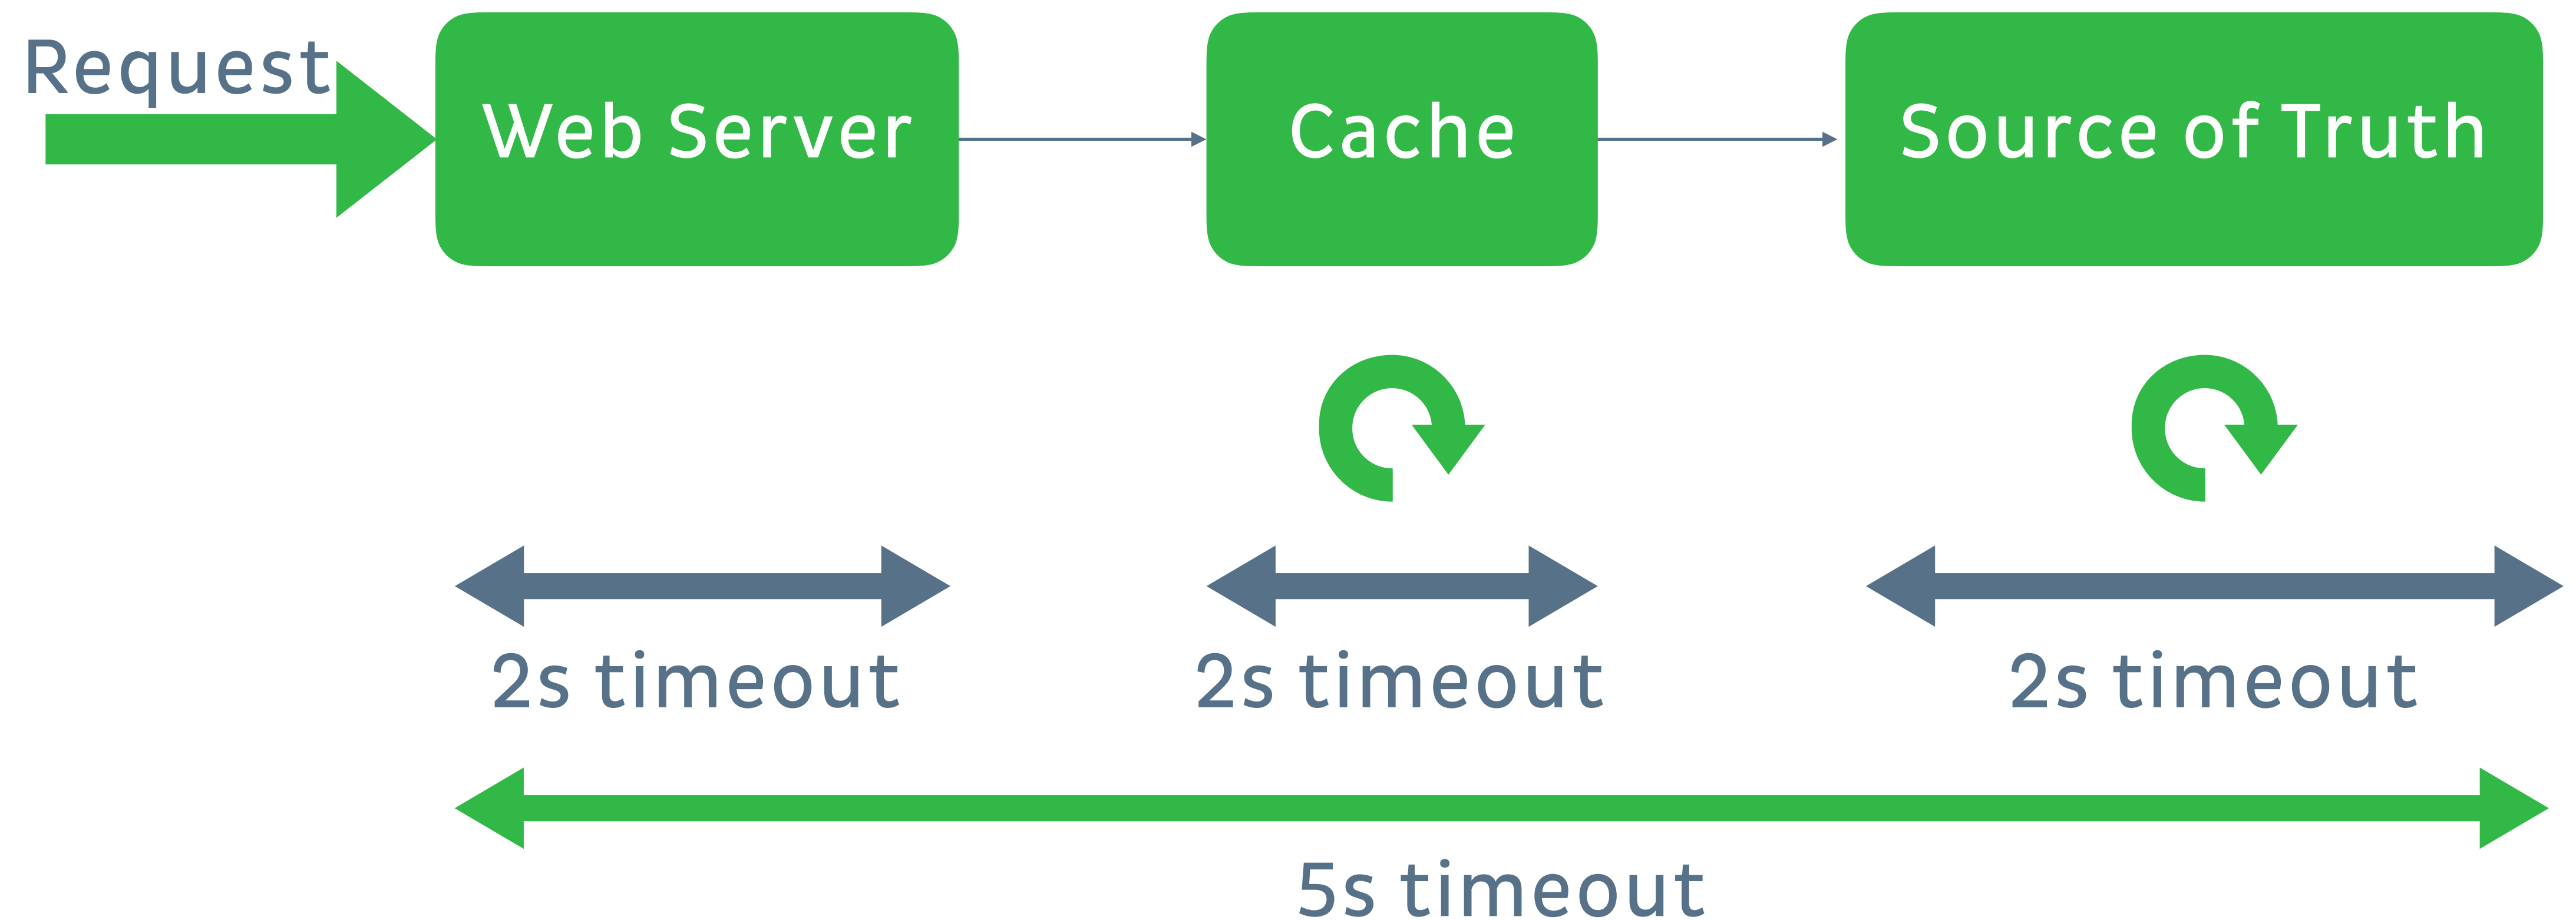 Request
Web Server
Cache
Source of Truth
2s timeout
2s timeout
2s timeout
5s timeout